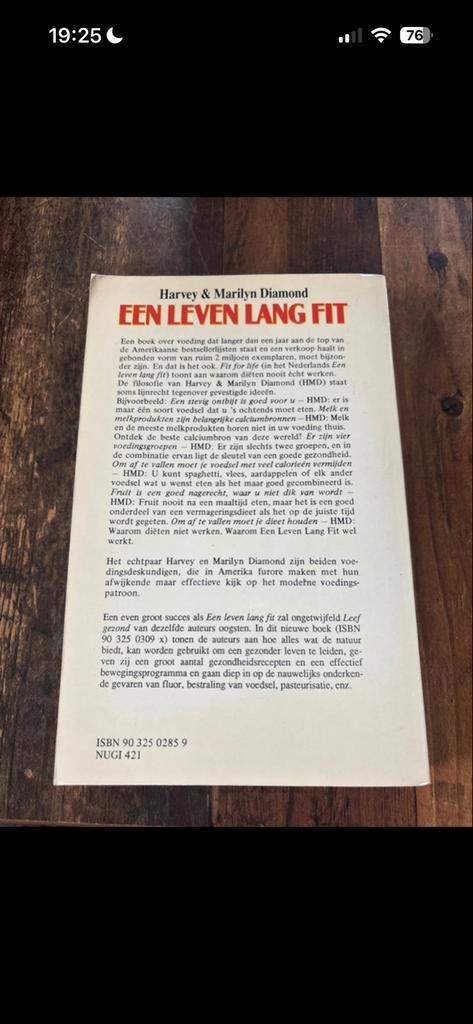 19:25
76
Harvey & Marilyn Diamond
EEN LEVEN LANG FIT
Een boek over voeding dat langer dan een jaar aan de top van
de Amerikaanse bestsellerlijsten staat en een verkoop haalt in
gebonden vorm van ruim 2 miljoen exemplaren, moet bijzon-
der zijn. En dat is het ook. Fit for life (in het Nederlands Een
leven lang fit) toont aan waarom diëten nooit écht werken.
De filosofie van Harvey & Marilyn Diamond (HMD) staat
soms lijnrecht tegenover gevestigde ideeën.
Bijvoorbeeld: Een stevig ontbijt is goed voor u – HMD: er is
maar één soort voedsel dat u 's ochtends moet eten. Melk en
melkprodukten zijn belangrijke calciumbronnen – HMD: Melk
en de meeste melkprodukten horen niet in uw voeding thuis.
Ontdek de beste calciumbron van deze wereld! Er zijn vier
voedingsgroepen – HMD: Er zijn slechts twee groepen, en in
de combinatie ervan ligt de sleutel van een goede gezondheid.
Om af te vallen moet je voedsel met veel calorieën vermijden
– HMD: U kunt spaghetti, vlees, aardappelen of elk ander
voedsel wat u wenst eten als het maar goed gecombineerd is.
Fruit is een goed nagerecht, waar u niet dik van wordt –
HMD: Fruit nooit na een maaltijd eten, maar het is een goed
onderdeel van een vermageringsdieet als het op de juiste tijd
wordt gegeten. Om af te vallen moet je dieet houden – HMD:
Waarom diëten niet werken. Waarom Een Leven Lang Fit wel
werkt.
Het echtpaar Harvey en Marilyn Diamond zijn beiden voe-
dingsdeskundigen, die in Amerika furore maken met hun
afwijkende maar effectieve kijk op het moderne voedings-
patroon.
Een even groot succes als Een leven lang fit zal ongetwijfeld Leef
gezond van dezelfde auteurs oogsten. In dit nieuwe boek (ISBN
90 325 0309 x) tonen de auteurs aan hoe alles wat de natuur
biedt, kan worden gebruikt om een gezonder leven te leiden, ge-
ven zij een groot aantal gezondheidsrecepten en een effectief
bewegingsprogramma en gaan diep in op de nauwelijks onderken-
de gevaren van fluor, bestraling van voedsel, pasteurisatie, enz.
ISBN 90 325 0285 9
NUGI 421